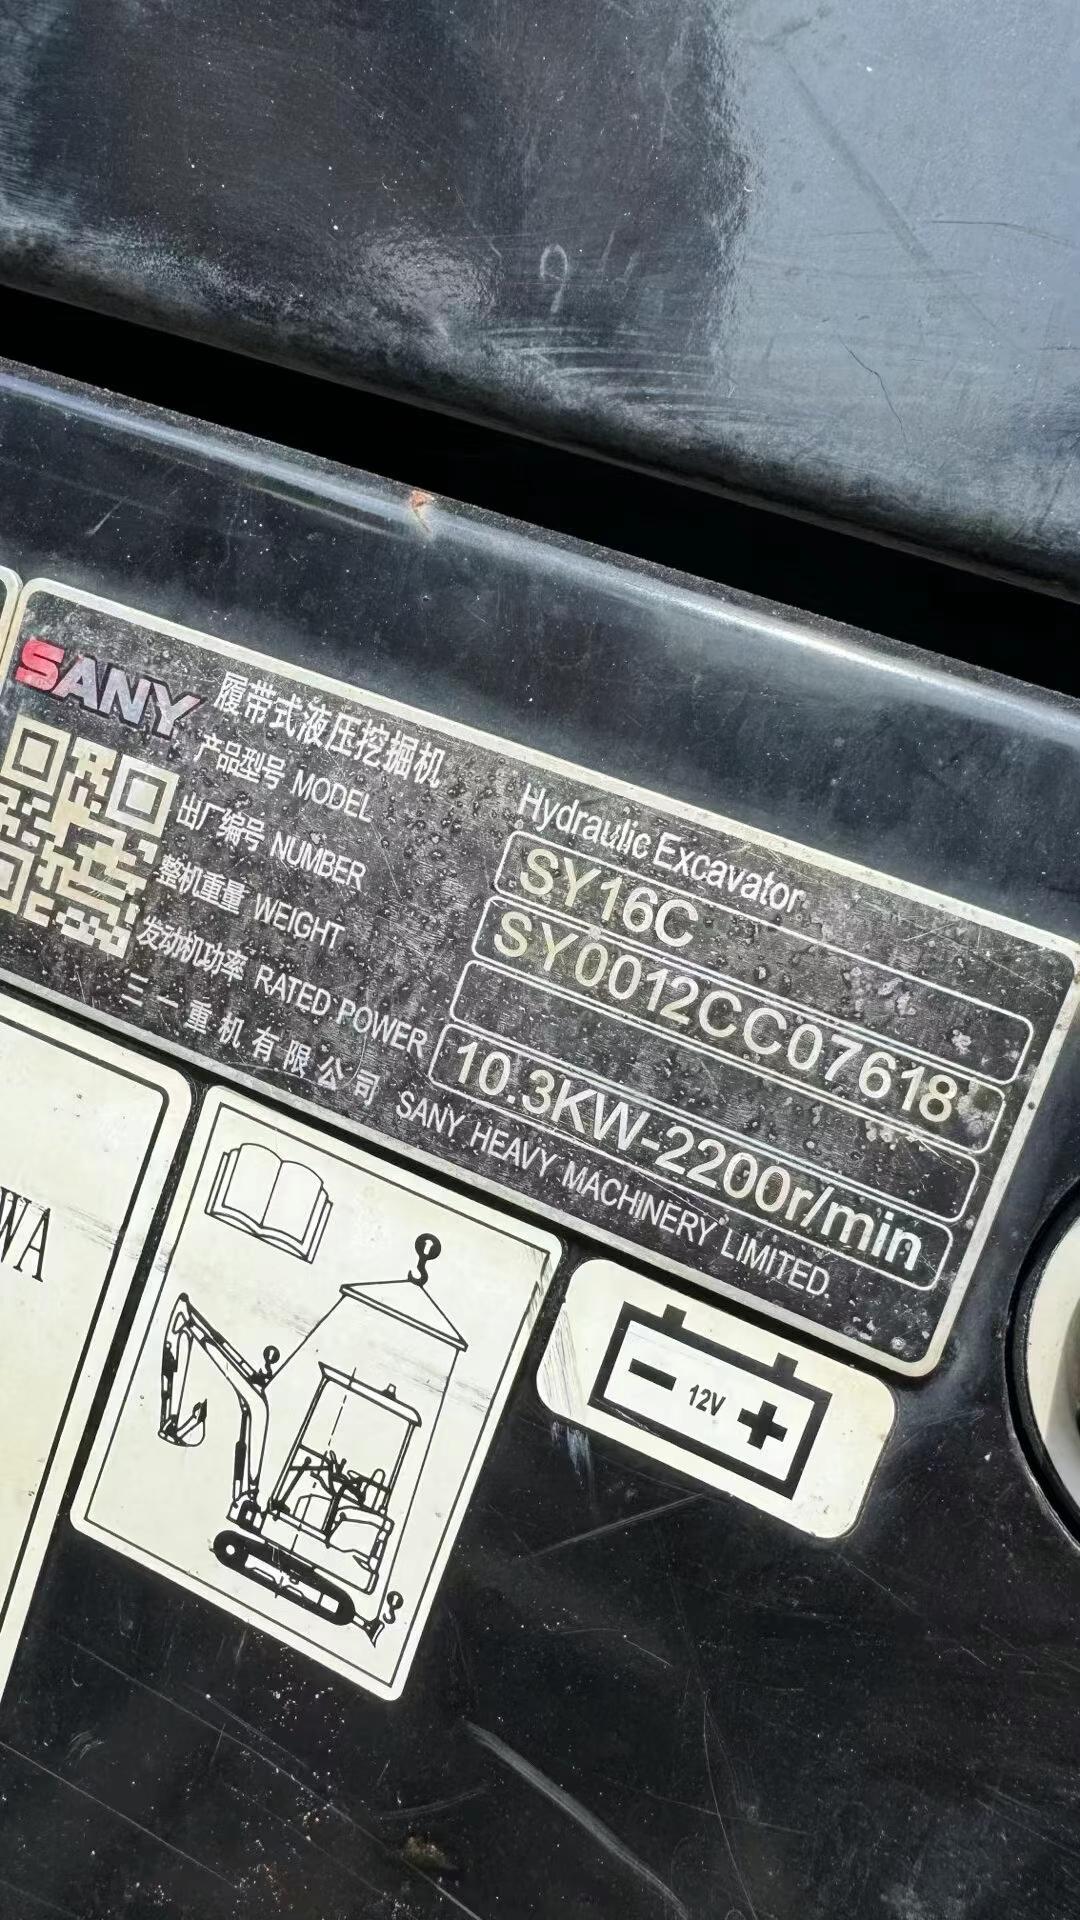 SANY 履带式液压挖掘机 Hydraulic Excavator
产品型号 MODEL SY16C
出厂编号 NUMBER SY0012CC07618
整机重量 WEIGHT
发动机功率 RATED POWER 10.3KW-2200r/min
三一重机有限公司 SANY HEAVY MACHINERY LIMITED.
WA
- 12V +